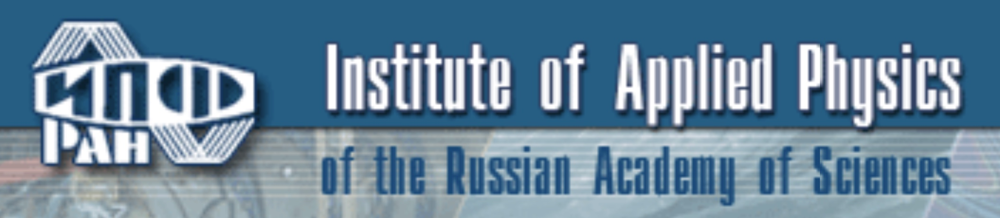 ИПФ
РАН
Institute of Applied Physics
of the Russian Academy of Sciences